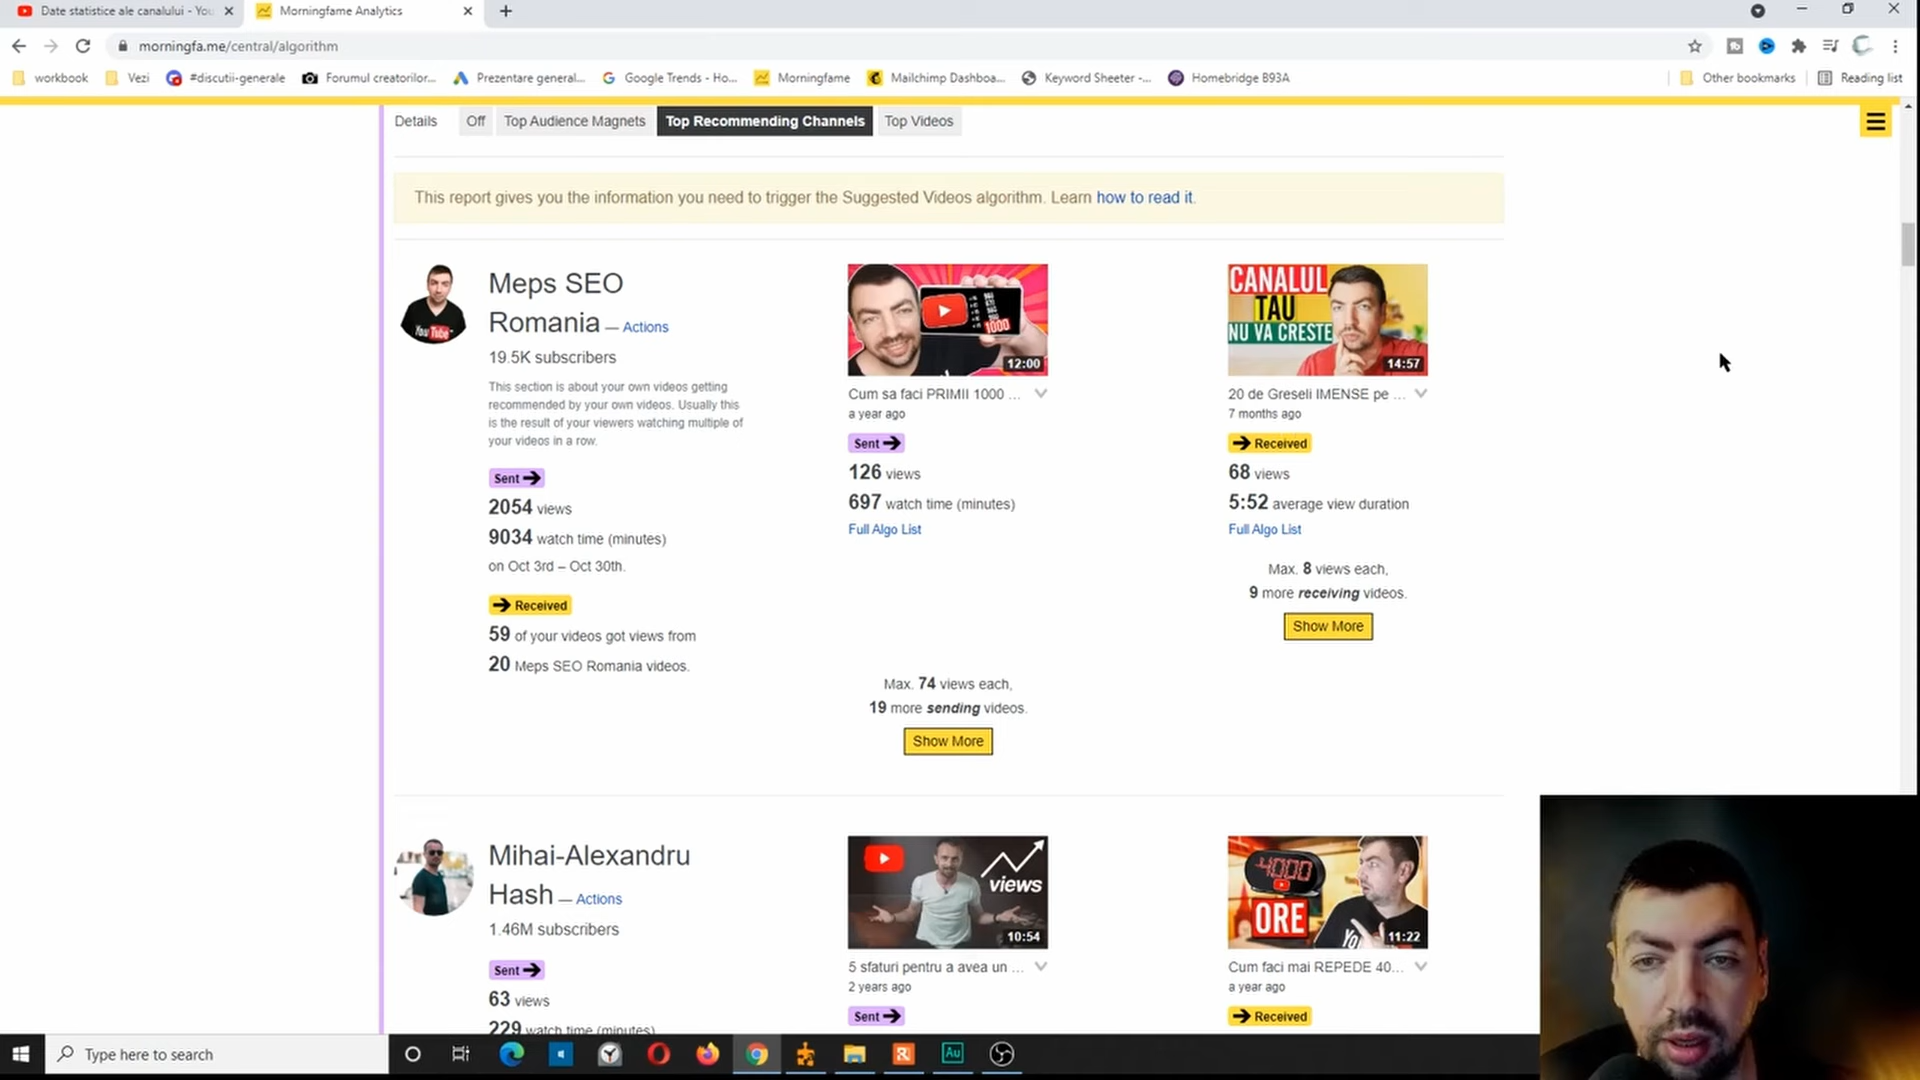 Date statistice ale canalului - You
Morningfame Analytics
morningfa.me/central/algorithm
workbook
Vezi
#discutii-generale
Forumul creatorilor...
Prezentare general...
Google Trends - Ho...
Morningfame
Mailchimp Dashboa...
Keyword Sheeter -...
Homebridge B93A
Other bookmarks
Reading list
Details
Off
Top Audience Magnets
Top Recommending Channels
Top Videos
This report gives you the information you need to trigger the Suggested Videos algorithm. Learn how to read it.
Meps SEO
Romania — Actions
19.5K subscribers
This section is about your own videos getting
recommended by your own videos. Usually this
is the result of your viewers watching multiple of
your videos in a row.
Sent
2054 views
9034 watch time (minutes)
on Oct 3rd – Oct 30th.
Received
59 of your videos got views from
20 Meps SEO Romania videos.
You Tube
1000
12:00
Cum sa faci PRIMII 1000 ...
a year ago
Sent
126 views
697 watch time (minutes)
Full Algo List
Max. 74 views each,
19 more sending videos.
Show More
CANALUL
TAU
NU VA CRESTE
14:57
20 de Greseli IMENSE pe ...
7 months ago
Received
68 views
5:52 average view duration
Full Algo List
Max. 8 views each,
9 more receiving videos.
Show More
Mihai-Alexandru
Hash — Actions
1.46M subscribers
Sent
63 views
229 watch time (minutes)
views
10:54
5 sfaturi pentru a avea un ...
2 years ago
Sent
4000
ORE
11:22
Cum faci mai REPEDE 40...
a year ago
Received
Type here to search
Au